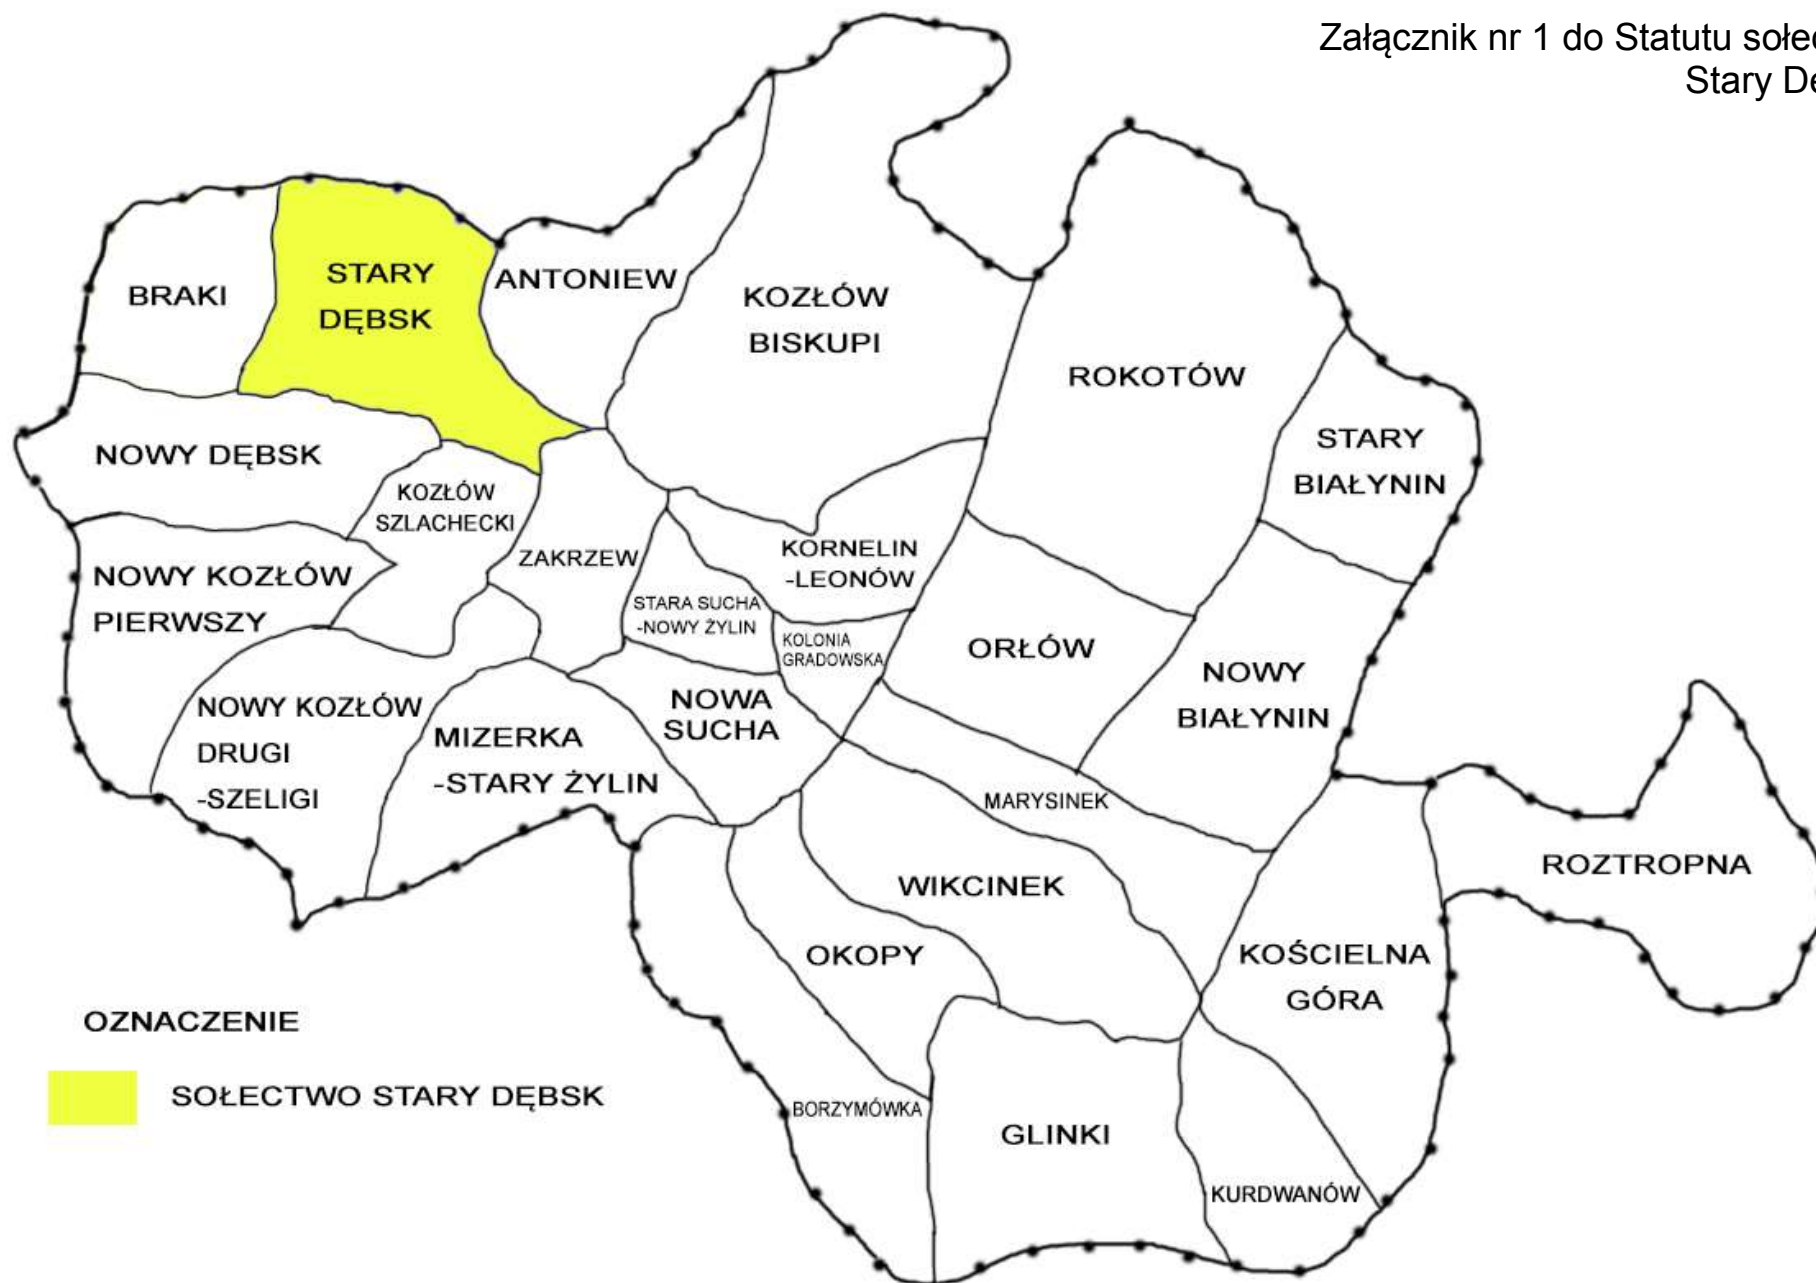 Załącznik nr 1 do Statutu
Stary
BRAKI
STARY
DĘBSK
ANTONIEW
KOZŁÓW
BISKUPI
ROKOTÓW
STARY
BIAŁYNIN
NOWY DĘBSK
KOZŁÓW
SZLACHECKI
ZAKRZEW
KORNELIN
-LEONÓW
NOWY KOZŁÓW
PIERWSZY
STARA SUCHA
-NOWY ŻYLIN
KOLONIA
GRADOWSKA
ORŁÓW
NOWY
BIAŁYNIN
NOWY KOZŁÓW
DRUGI
-SZELIGI
MIZERKA
-STARY ŻYLIN
NOWA
SUCHA
MARYSINEK
WIKCINEK
ROZTROPNA
OKOPY
KOŚCIELNA
GÓRA
BORZYMÓWKA
GLINKI
KURDWANÓW
OZNACZENIE
SOŁECTWO STARY DĘBSK